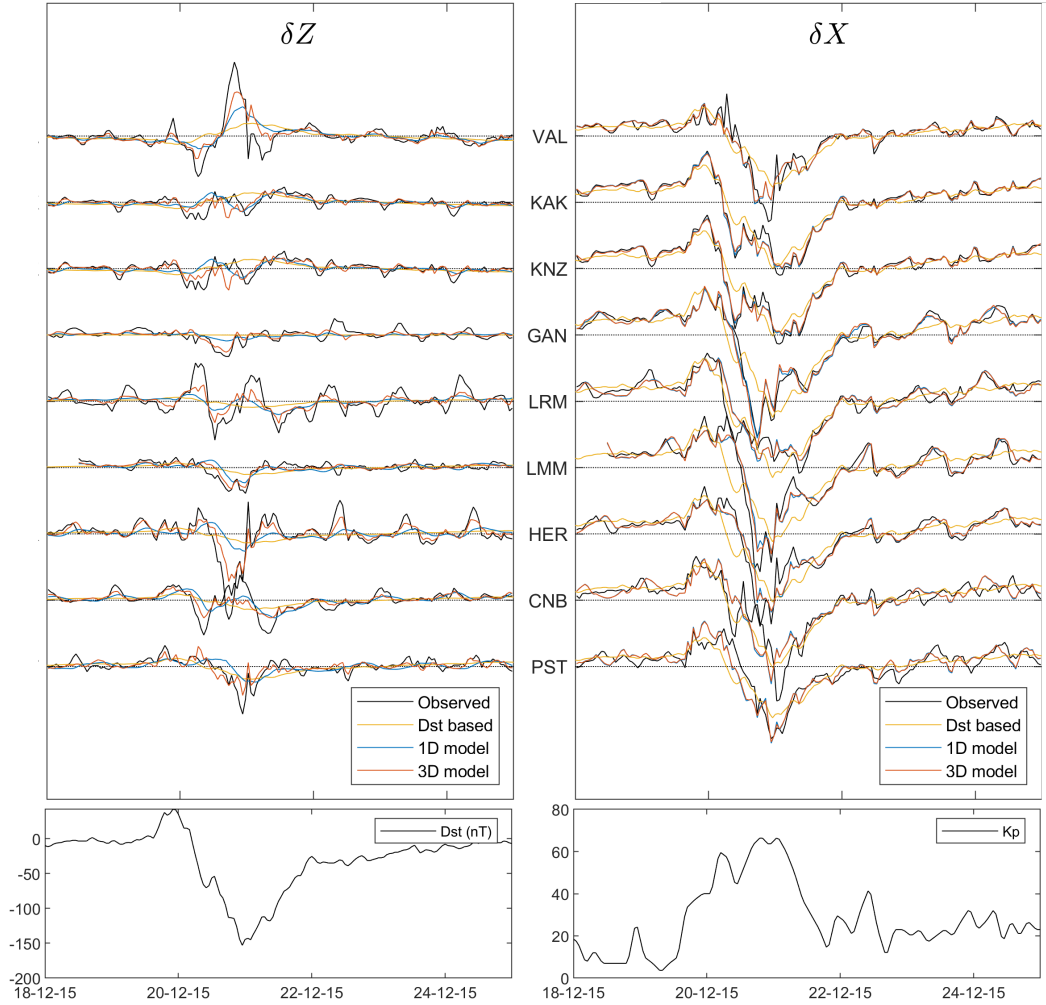 δZ
δX
VAL
KAK
KNZ
GAN
LRM
LMM
HER
CNB
PST
Observed
Dst based
1D model
3D model
Observed
Dst based
1D model
3D model
Dst (nT)
0
-50
-100
-150
-200
18-12-15 20-12-15 22-12-15 24-12-15
Kp
80
60
40
20
0
18-12-15 20-12-15 22-12-15 24-12-15